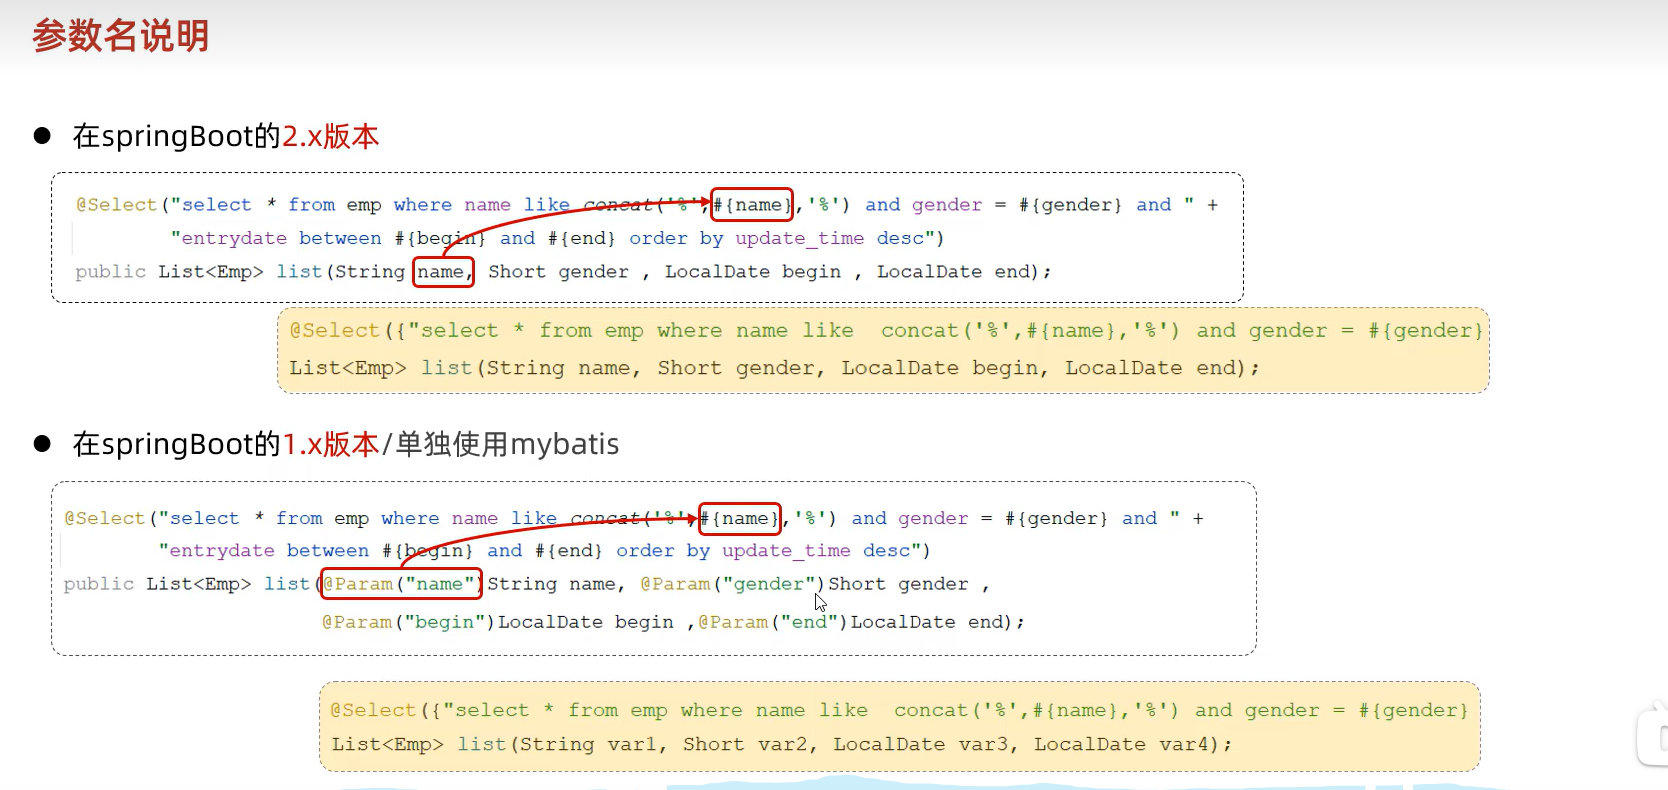 参数名说明
● 在springBoot的2.x版本
@Select("select * from emp where name like concat('%',#{name},'%') and gender = #{gender} and " +
"entrydate between #{begin} and #{end} order by update_time desc")
public List<Emp> list(String name, Short gender , LocalDate begin , LocalDate end);
@Select({"select * from emp where name like  concat('%',#{name},'%') and gender = #{gender}
List<Emp> list(String name, Short gender, LocalDate begin, LocalDate end);
● 在springBoot的1.x版本/单独使用mybatis
@Select("select * from emp where name like concat('%',#{name},'%') and gender = #{gender} and " +
"entrydate between #{begin} and #{end} order by update_time desc")
public List<Emp> list(@Param("name")String name, @Param("gender")Short gender ,
@Param("begin")LocalDate begin ,@Param("end")LocalDate end);
@Select({"select * from emp where name like  concat('%',#{name},'%') and gender = #{gender}
List<Emp> list(String var1, Short var2, LocalDate var3, LocalDate var4);